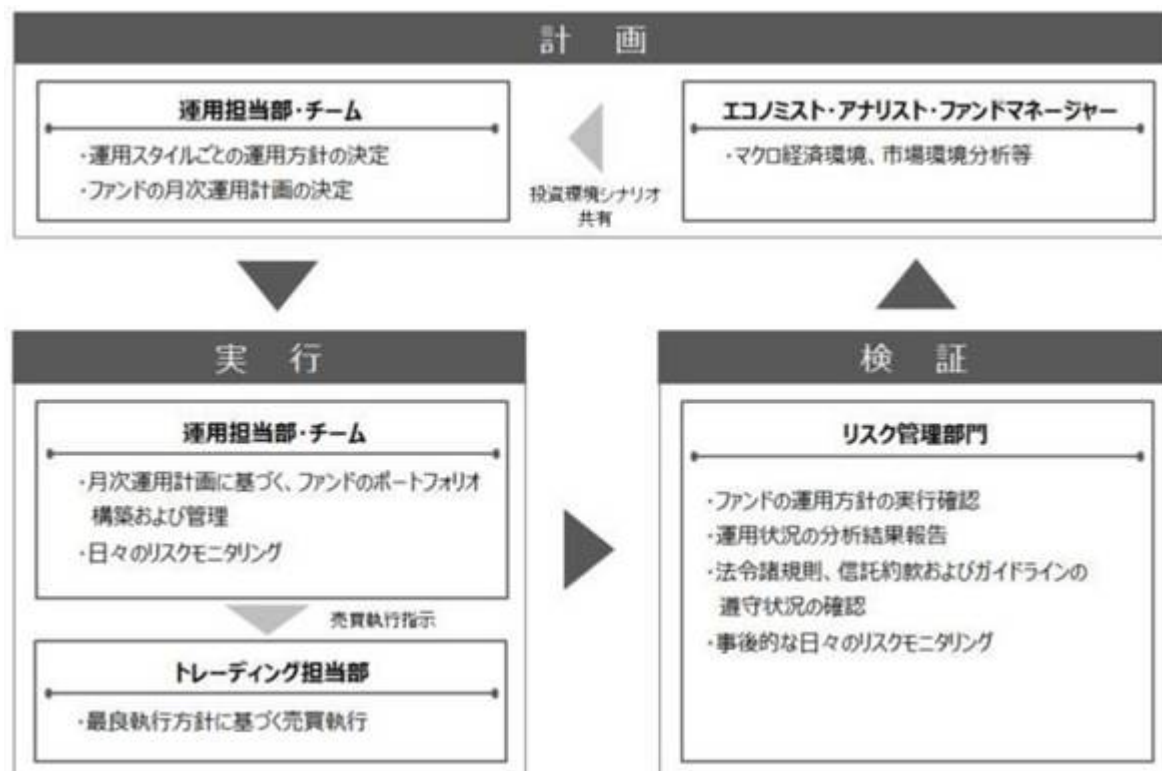 計 画
運用担当部・チーム
・運用スタイルごとの運用方針の決定
・ファンドの月次運用計画の決定
投資環境シナリオ
共有
エコノミスト・アナリスト・ファンドマネージャー
・マクロ経済環境、市場環境分析等
実 行
運用担当部・チーム
・月次運用計画に基づく、ファンドのポートフォリオ
構築および管理
・日々のリスクモニタリング
売買執行指示
トレーディング担当部
・最良執行方針に基づく売買執行
検 証
リスク管理部門
・ファンドの運用方針の実行確認
・運用状況の分析結果報告
・法令諸規則、信託約款およびガイドラインの
遵守状況の確認
・事後的な日々のリスクモニタリング